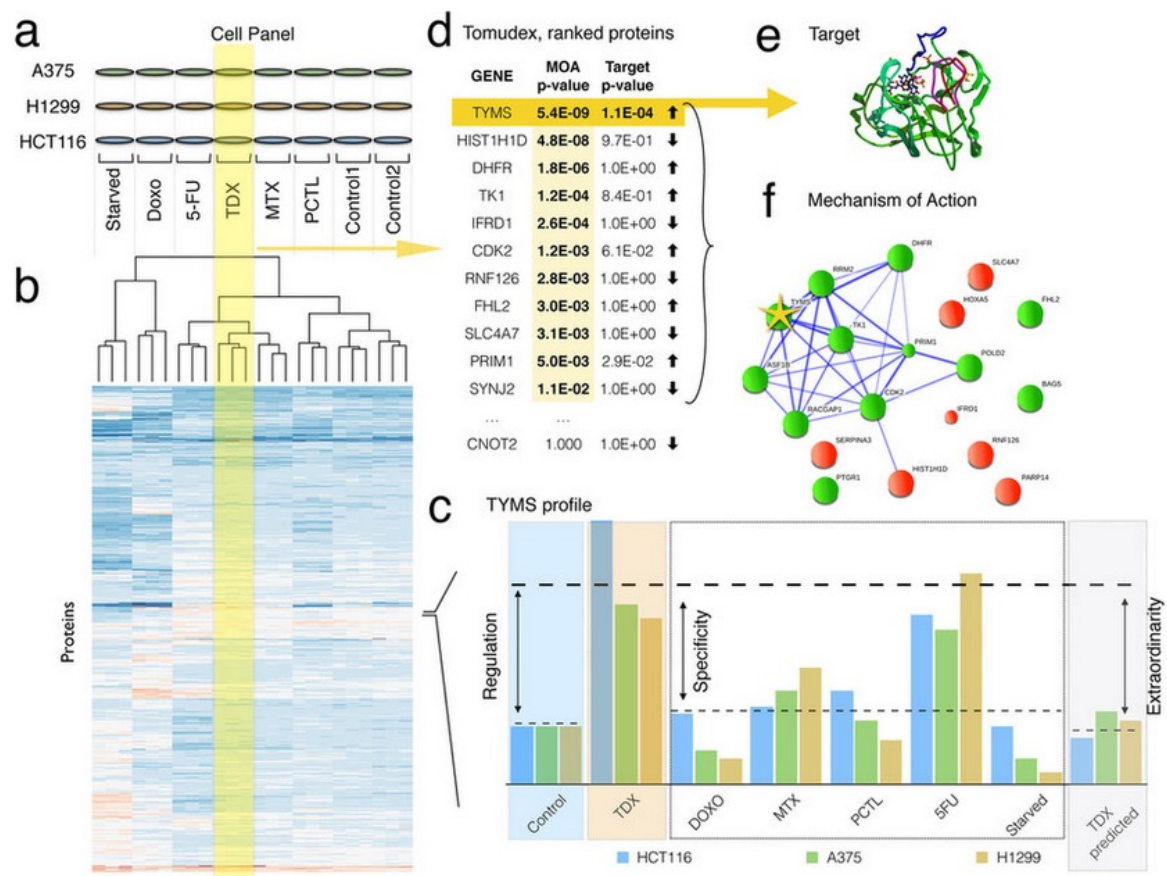 a
Cell Panel
A375
H1299
HCT116
Starved
Doxo
5-FU
TDX
MTX
PCTL
Control1
Control2
b
Proteins
d Tomudex, ranked proteins
GENE MOA p-value Target p-value
TYMS 5.4E-09 1.1E-04 ⬆
HIST1H1D 4.8E-08 9.7E-01 ⬇
DHFR 1.8E-06 1.0E+00 ⬆
TK1 1.2E-04 8.4E-01 ⬆
IFRD1 2.6E-04 1.0E+00 ⬇
CDK2 1.2E-03 6.1E-02 ⬆
RNF126 2.8E-03 1.0E+00 ⬇
FHL2 3.0E-03 1.0E+00 ⬆
SLC4A7 3.1E-03 1.0E+00 ⬇
PRIM1 5.0E-03 2.9E-02 ⬆
SYNJ2 1.1E-02 1.0E+00 ⬇
... ...
CNOT2 1.000 1.0E+00 ⬇
e Target
f Mechanism of Action
DHFR
SLC4A7
RRM2
HOXA5
FHL2
TYMS
TK1
PRIM1
POLD2
ASF1B
BAG5
CDK2
IFRD1
RACGAP1
SERPINA3
RNF126
HIST1H1D
PTGR1
PARP14
c TYMS profile
Regulation
Specificity
Extraordinarity
Control
TDX
DOXO
MTX
PCTL
5FU
Starved
TDX
predicted
HCT116 A375 H1299